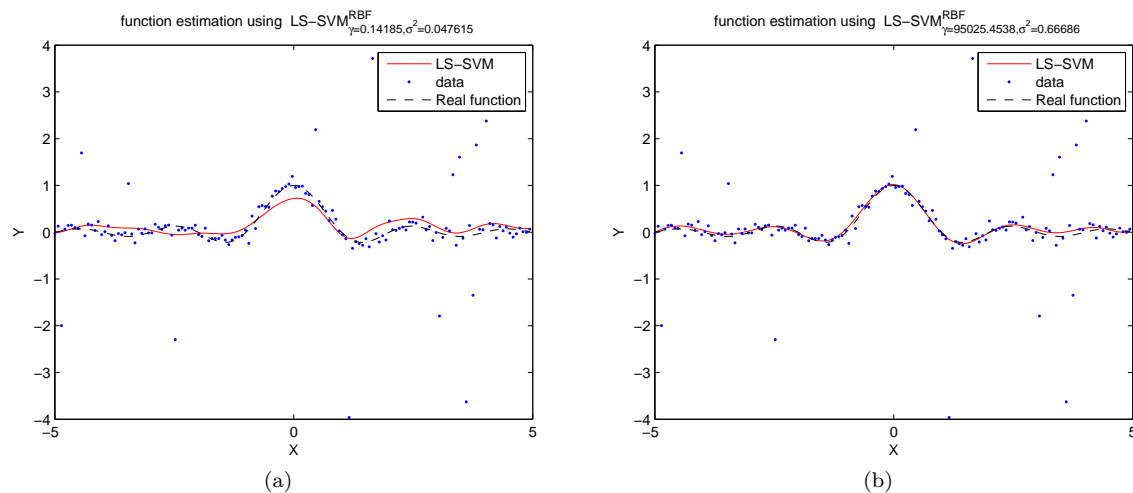 function estimation using LS−SVM RBF γ=0.14185,σ²=0.047615
4
3
2
1
0
−1
−2
−3
−4
Y
LS−SVM
data
Real function
−5
0
5
X
(a)
function estimation using LS−SVM RBF γ=95025.4538,σ²=0.66686
4
3
2
1
0
−1
−2
−3
−4
Y
LS−SVM
data
Real function
−5
0
5
X
(b)